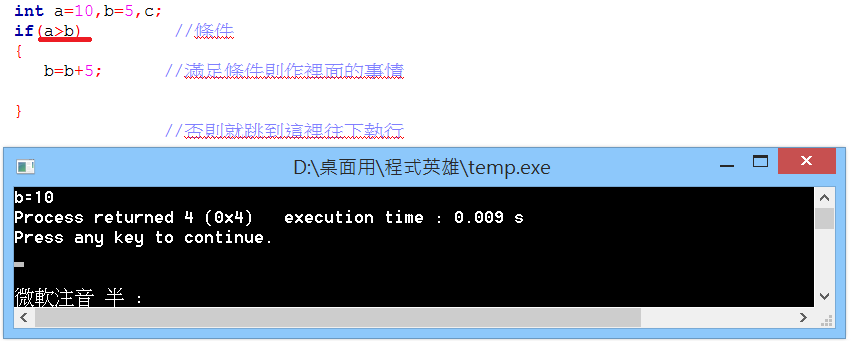 int a=10,b=5,c;
if(a>b) //條件
{
b=b+5; //滿足條件則作裡面的事情
}
//否則就跳到這裡往下執行
D:\桌面用\程式英雄\temp.exe
b=10
Process returned 4 (0x4) execution time : 0.009 s
Press any key to continue.
微軟注音 半 :